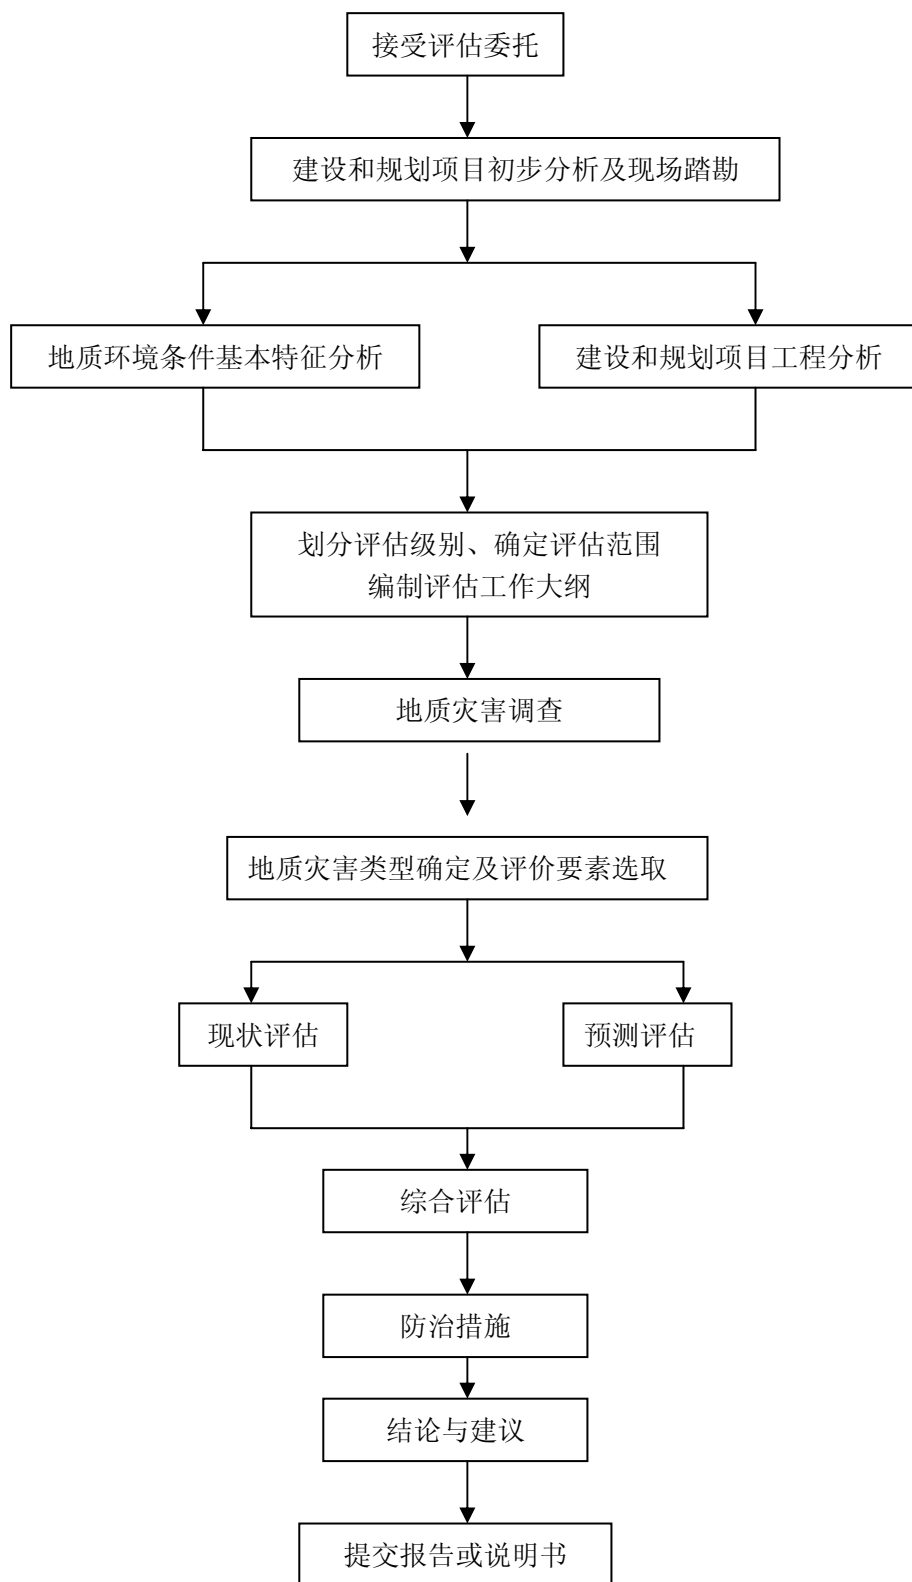 接受评估委托
建设和规划项目初步分析及现场踏勘
地质环境条件基本特征分析
建设和规划项目工程分析
划分评估级别、确定评估范围
编制评估工作大纲
地质灾害调查
地质灾害类型确定及评价要素选取
现状评估
预测评估
综合评估
防治措施
结论与建议
提交报告或说明书